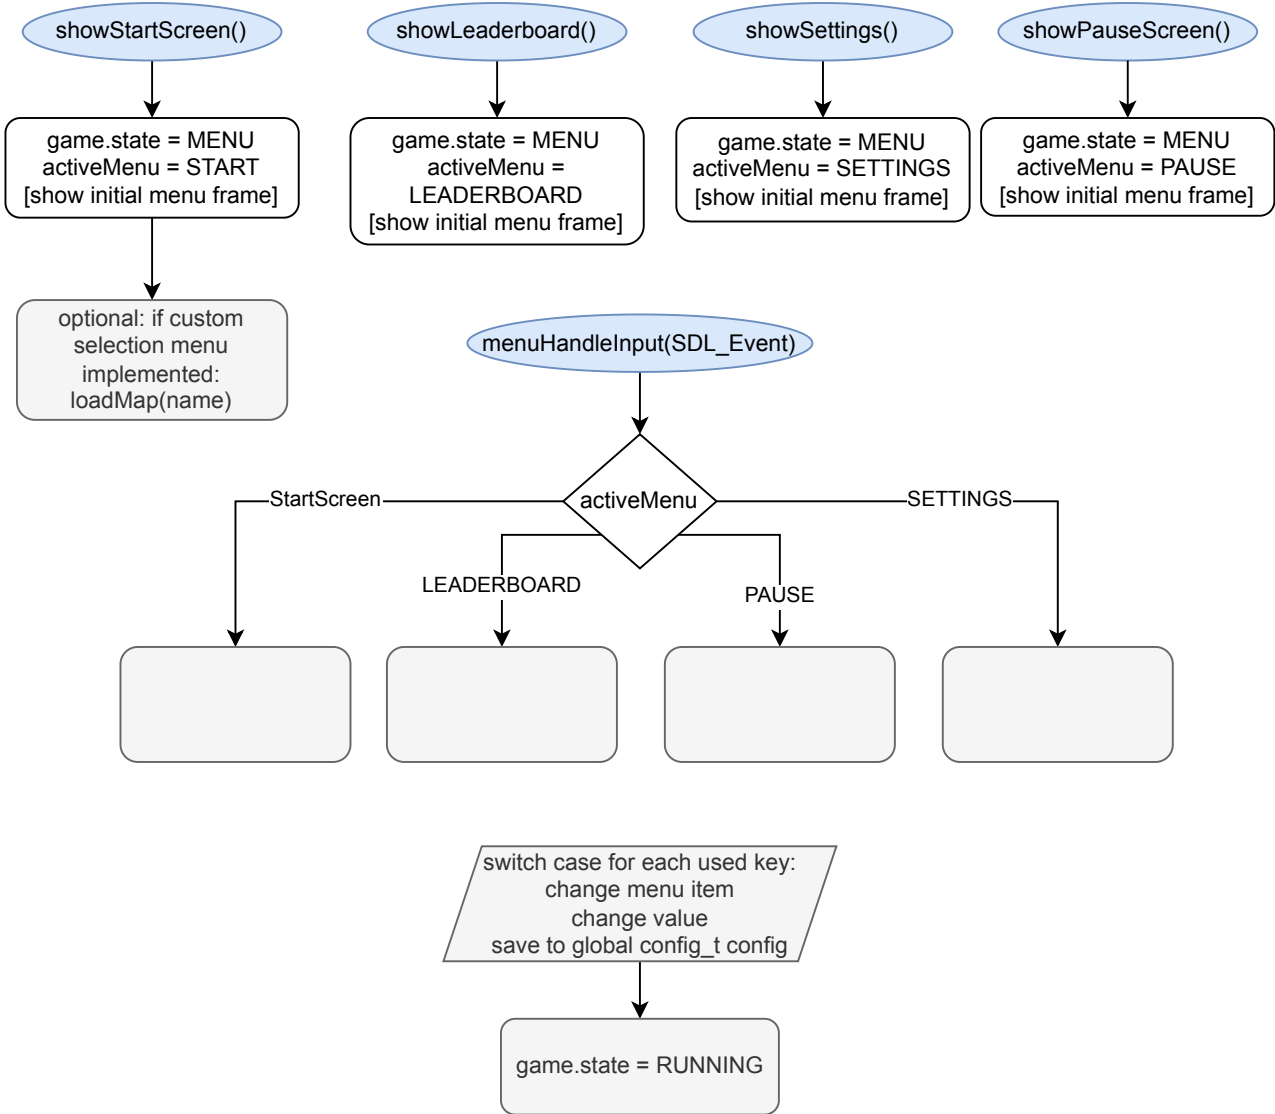 showStartScreen()
showLeaderboard()
showSettings()
showPauseScreen()
game.state = MENU
activeMenu = START
[show initial menu frame]
game.state = MENU
activeMenu =
LEADERBOARD
[show initial menu frame]
game.state = MENU
activeMenu = SETTINGS
[show initial menu frame]
game.state = MENU
activeMenu = PAUSE
[show initial menu frame]
optional: if custom
selection menu
implemented:
loadMap(name)
menuHandleInput(SDL_Event)
activeMenu
StartScreen
SETTINGS
LEADERBOARD
PAUSE
switch case for each used key:
change menu item
change value
save to global config_t config
game.state = RUNNING